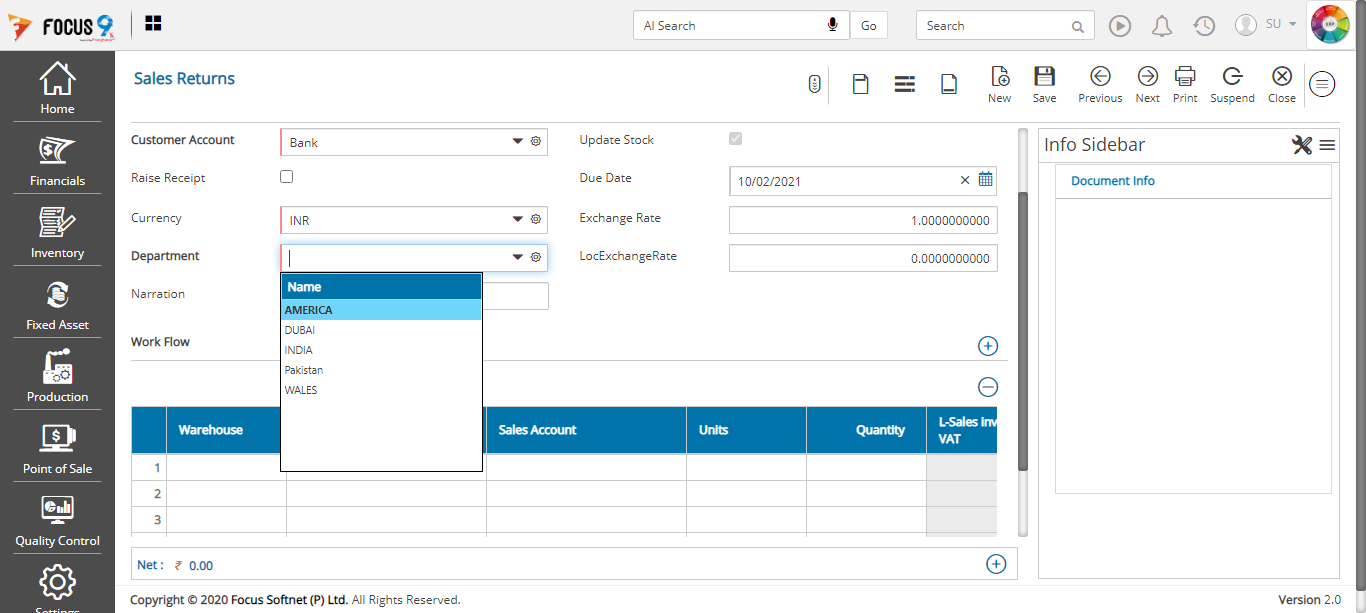 FOCUS 9
AI Search
Go
Search
SU
ERP
Home
Financials
Inventory
Fixed Asset
Production
Point of Sale
Quality Control
Settings
Sales Returns
New
Save
Previous
Next
Print
Suspend
Close
Customer Account
Bank
Update Stock
Raise Receipt
Due Date
10/02/2021
Currency
INR
Exchange Rate
1.0000000000
Department
LocExchangeRate
0.0000000000
Narration
Name
AMERICA
DUBAI
INDIA
Pakistan
WALES
Work Flow
Warehouse
Sales Account
Units
Quantity
L-Sales Inv
VAT
1
2
3
Net : ₹ 0.00
Info Sidebar
Document Info
Copyright © 2020 Focus Softnet (P) Ltd. All Rights Reserved.
Version 2.0